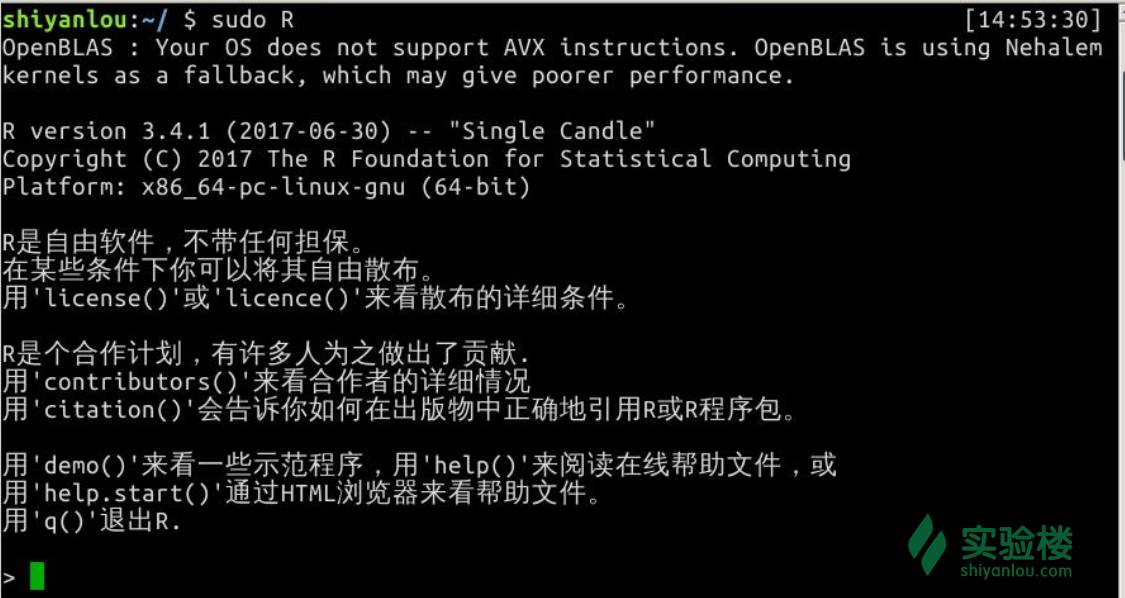 shiyanlou:~/ $ sudo R [14:53:30]
OpenBLAS : Your OS does not support AVX instructions. OpenBLAS is using Nehalem
kernels as a fallback, which may give poorer performance.
R version 3.4.1 (2017-06-30) -- "Single Candle"
Copyright (C) 2017 The R Foundation for Statistical Computing
Platform: x86_64-pc-linux-gnu (64-bit)
R是自由软件，不带任何担保。
在某些条件下你可以将其自由散布。
用'license()'或'licence()'来看散布的详细条件。
R是个合作计划，有许多人为之做出了贡献.
用'contributors()'来看合作者的详细情况
用'citation()'会告诉你如何在出版物中正确地引用R或R程序包。
用'demo()'来看一些示范程序，用'help()'来阅读在线帮助文件，或
用'help.start()'通过HTML浏览器来看帮助文件。
用'q()'退出R.
>
实验楼
shiyanlou.com